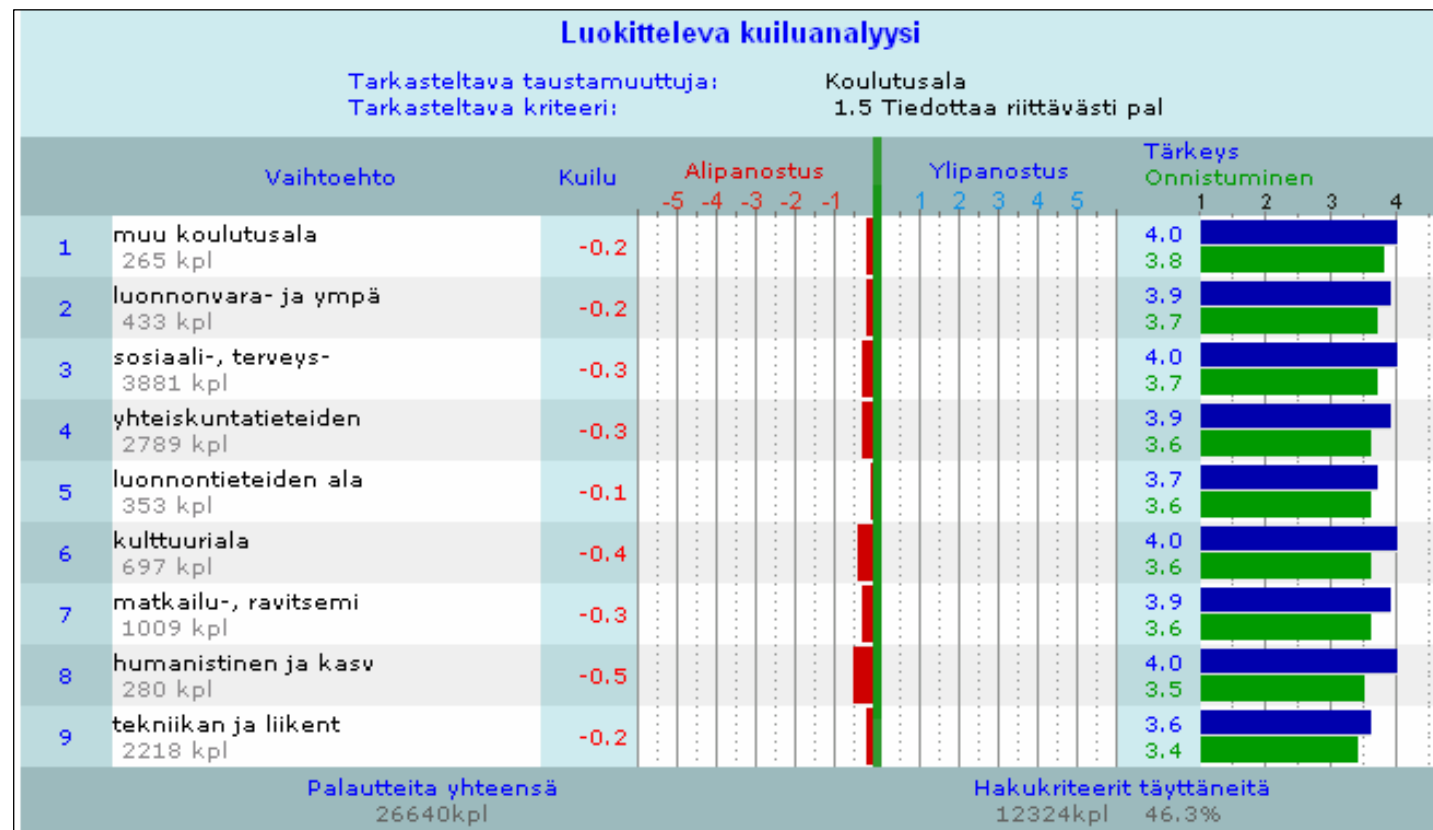 Luokitteleva kuiluanalyysi
Tarkasteltava taustamuuttuja: Koulutusala
Tarkasteltava kriteeri: 1.5 Tiedottaa riittävästi pal
Vaihtoehto Kuilu Alipanostus Ylipanostus Tärkeys
Onnistuminen
-5 -4 -3 -2 -1 1 2 3 4 5 1 2 3 4
1 muu koulutusala -0.2 4.0
265 kpl 3.8
2 luonnonvara- ja ympä -0.2 3.9
433 kpl 3.7
3 sosiaali-, terveys- -0.3 4.0
3881 kpl 3.7
4 yhteiskuntatieteiden -0.3 3.9
2789 kpl 3.6
5 luonnontieteiden ala -0.1 3.7
353 kpl 3.6
6 kulttuuriala -0.4 4.0
697 kpl 3.6
7 matkailu-, ravitsemi -0.3 3.9
1009 kpl 3.6
8 humanistinen ja kasv -0.5 4.0
280 kpl 3.5
9 tekniikan ja liikent -0.2 3.6
2218 kpl 3.4
Palautteita yhteensä Hakukriteerit täyttäneitä
26640kpl 12324kpl 46.3%